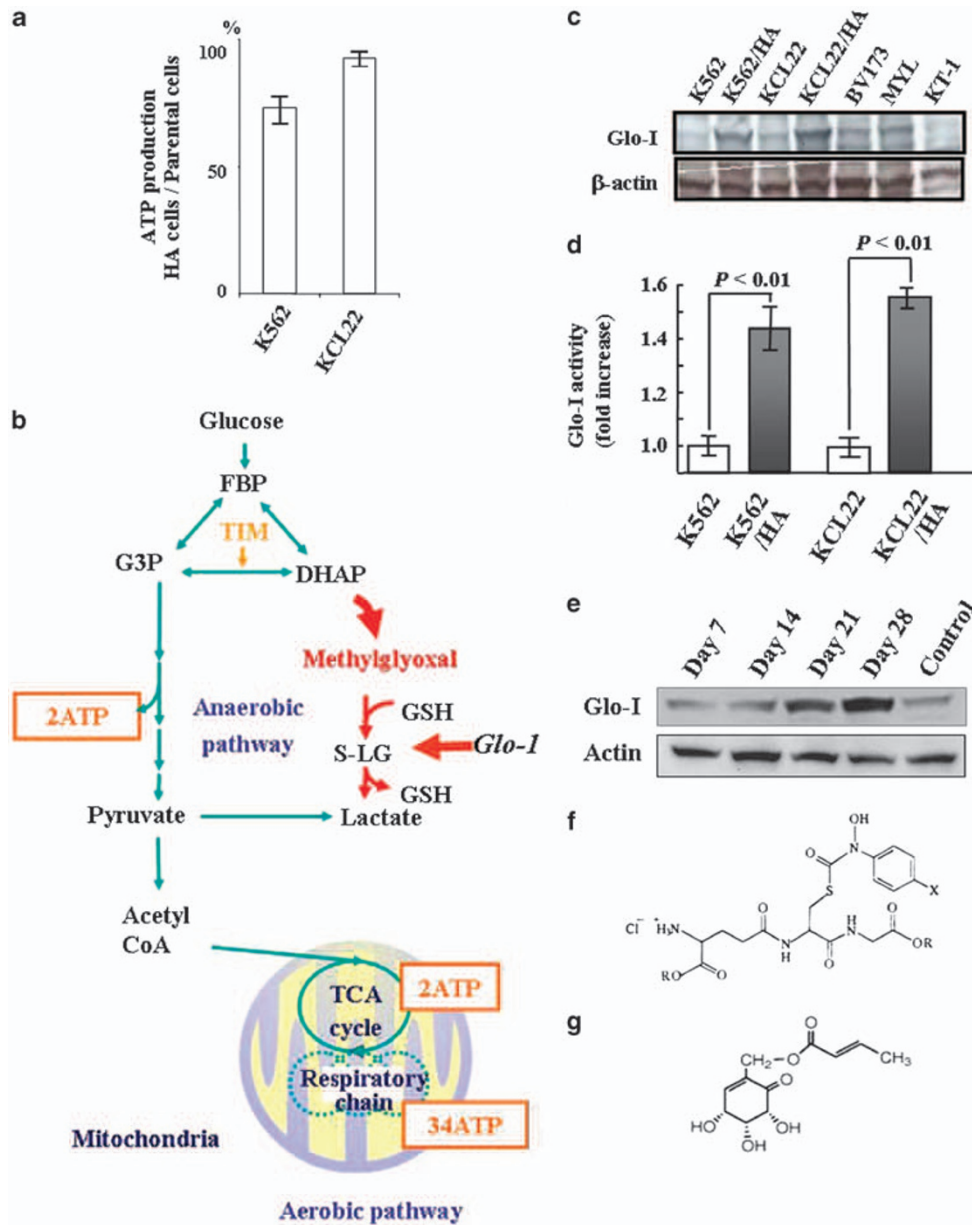 a
%
100
50
0
ATP production
HA cells / Parental cells
K562
KCL22
b
Glucose
FBP
TIM
G3P
DHAP
Methylglyoxal
2ATP
Anaerobic
pathway
GSH
S-LG
Glo-1
GSH
Pyruvate
Lactate
Acetyl
CoA
TCA
cycle
2ATP
Respiratory
chain
34ATP
Mitochondria
Aerobic pathway
c
K562
K562/HA
KCL22
KCL22/HA
BV173
MYL
KT-1
Glo-I
β-actin
d
P < 0.01
P < 0.01
1.6
1.4
1.2
1.0
Glo-I activity
(fold increase)
K562
K562
/HA
KCL22
KCL22
/HA
e
Day 7
Day 14
Day 21
Day 28
Control
Glo-I
Actin
f
OH
O
N
S
X
Cl⁻
+
H₃N
O
O
N
H
H
N
OR
RO
O
O
g
O
CH₂
O
CH₃
O
HO
OH
OH